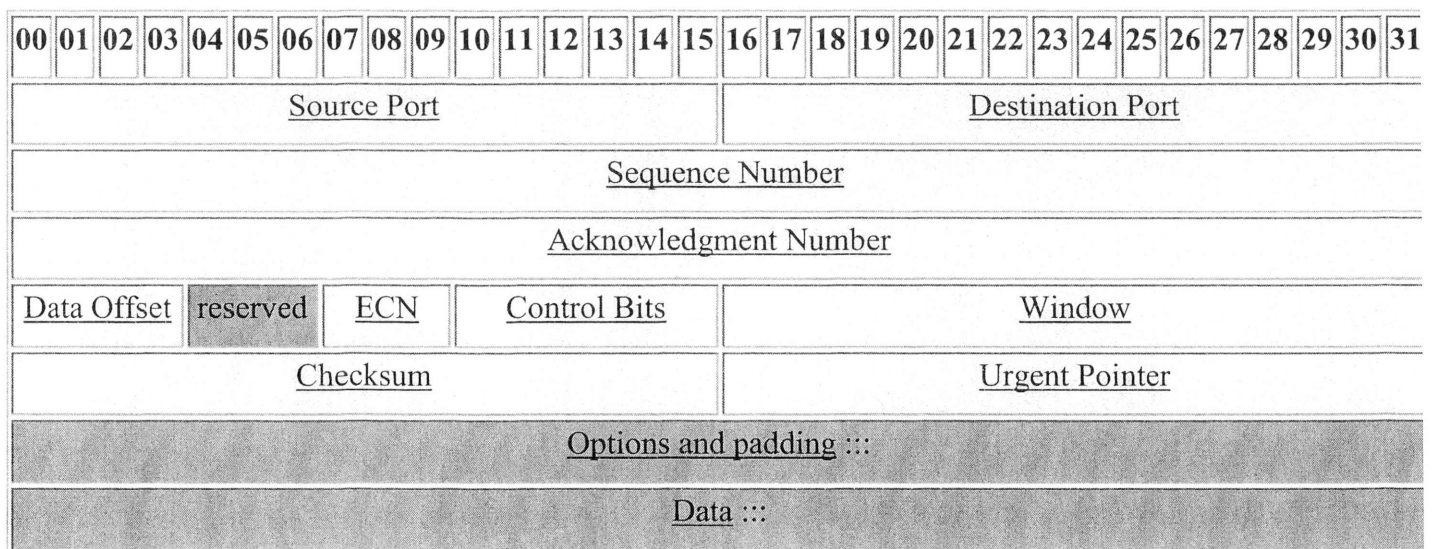 00 01 02 03 04 05 06 07 08 09 10 11 12 13 14 15 16 17 18 19 20 21 22 23 24 25 26 27 28 29 30 31
Source Port Destination Port
Sequence Number
Acknowledgment Number
Data Offset reserved ECN Control Bits Window
Checksum Urgent Pointer
Options and padding :::
Data :::